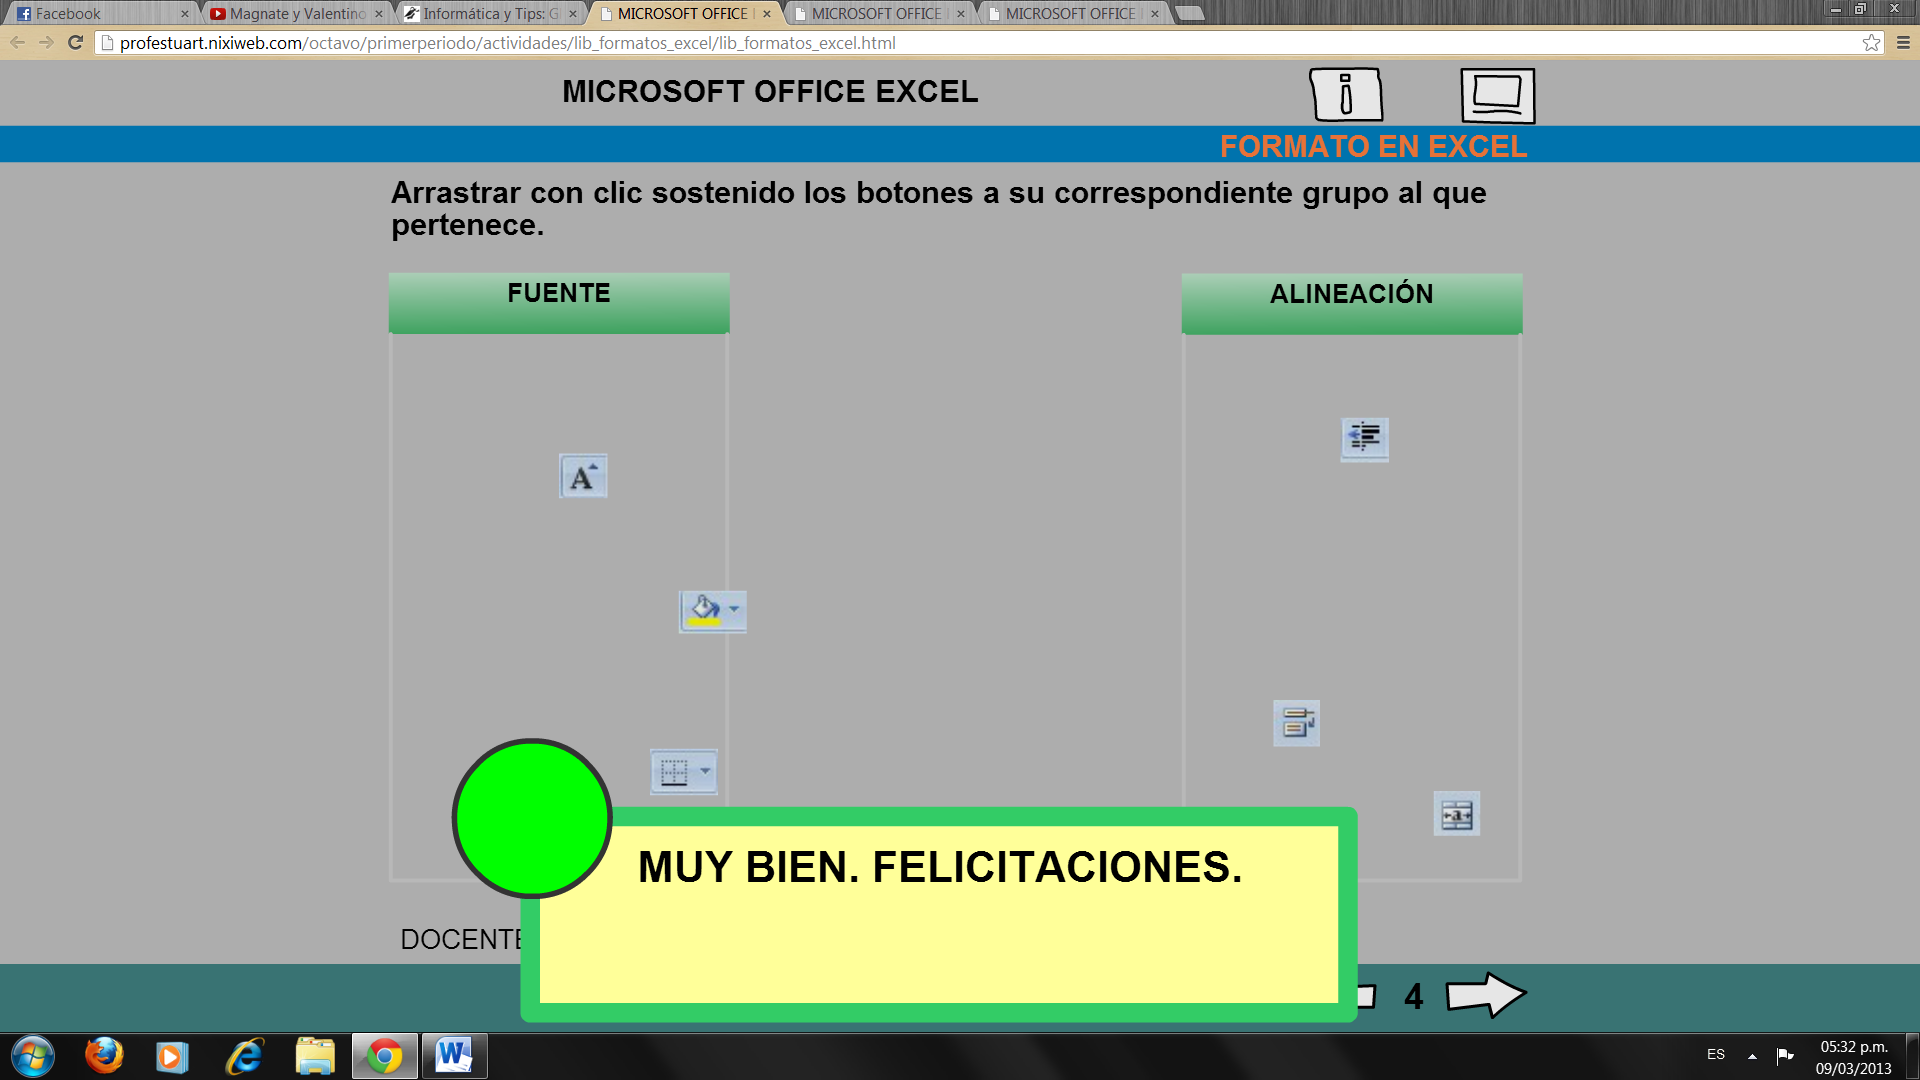 Facebook
Magnate y Valentino
Informática y Tips: G
MICROSOFT OFFICE
MICROSOFT OFFICE
MICROSOFT OFFICE
profestuart.nixiweb.com/octavo/primerperiodo/actividades/lib_formatos_excel/lib_formatos_excel.html
MICROSOFT OFFICE EXCEL
i
FORMATO EN EXCEL
Arrastrar con clic sostenido los botones a su correspondiente grupo al que
pertenece.
FUENTE
ALINEACIÓN
A
a
MUY BIEN. FELICITACIONES.
DOCENTE
4
ES
05:32 p.m.
09/03/2013